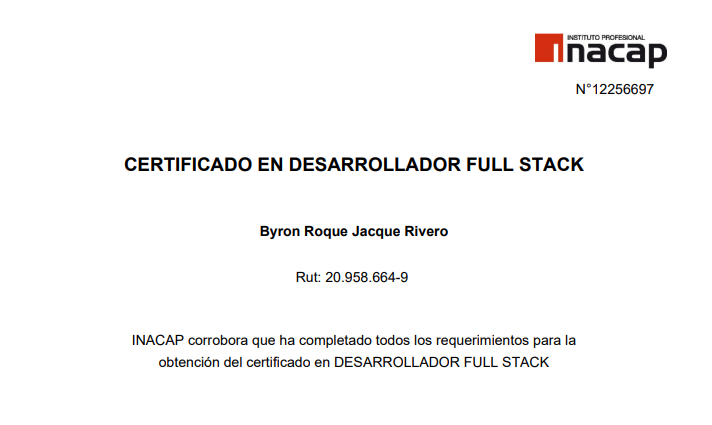 INSTITUTO PROFESIONAL
inacap
N°12256697
CERTIFICADO EN DESARROLLADOR FULL STACK
Byron Roque Jacque Rivero
Rut: 20.958.664-9
INACAP corrobora que ha completado todos los requerimientos para la
obtención del certificado en DESARROLLADOR FULL STACK